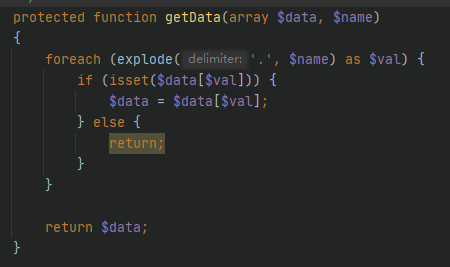 protected function getData(array $data, $name)
{
    foreach (explode( delimiter: '.', $name) as $val) {
        if (isset($data[$val])) {
            $data = $data[$val];
        } else {
            return;
        }
    }

    return $data;
}